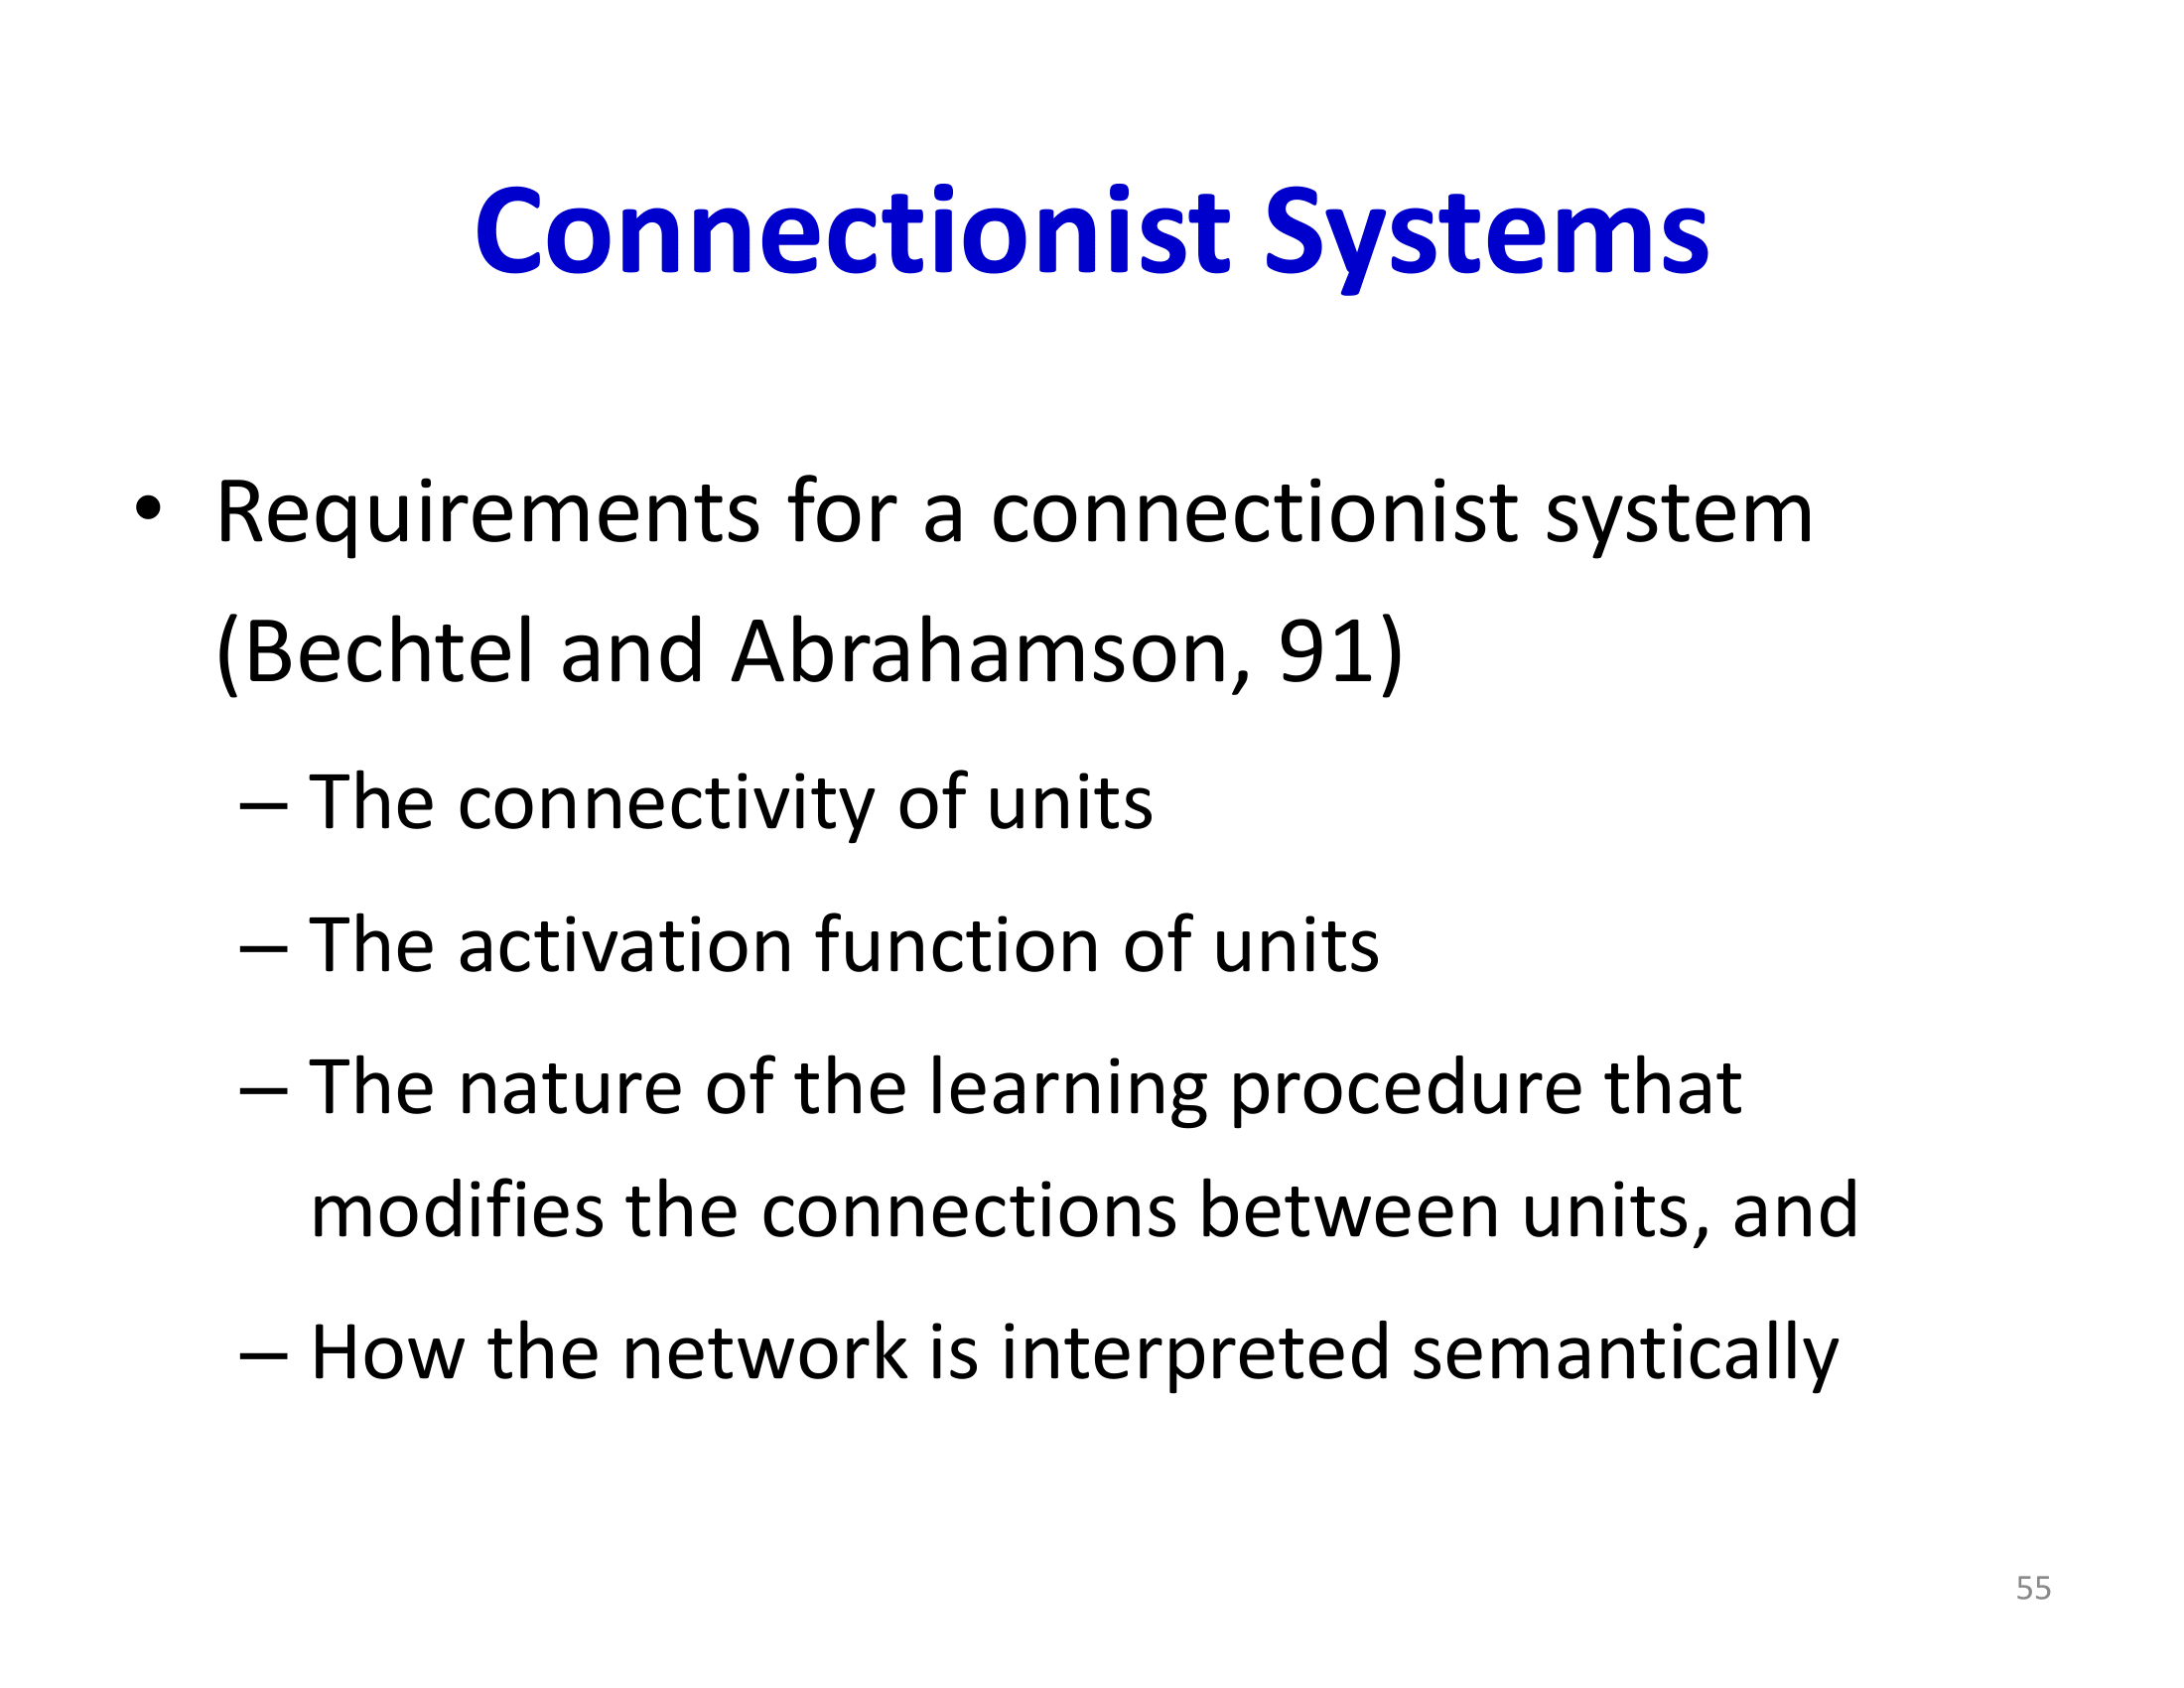 Connectionist Systems
• Requirements for a connectionist system
(Bechtel and Abrahamson, 91)
– The connectivity of units
– The activation function of units
– The nature of the learning procedure that
modifies the connections between units, and
– How the network is interpreted semantically
55